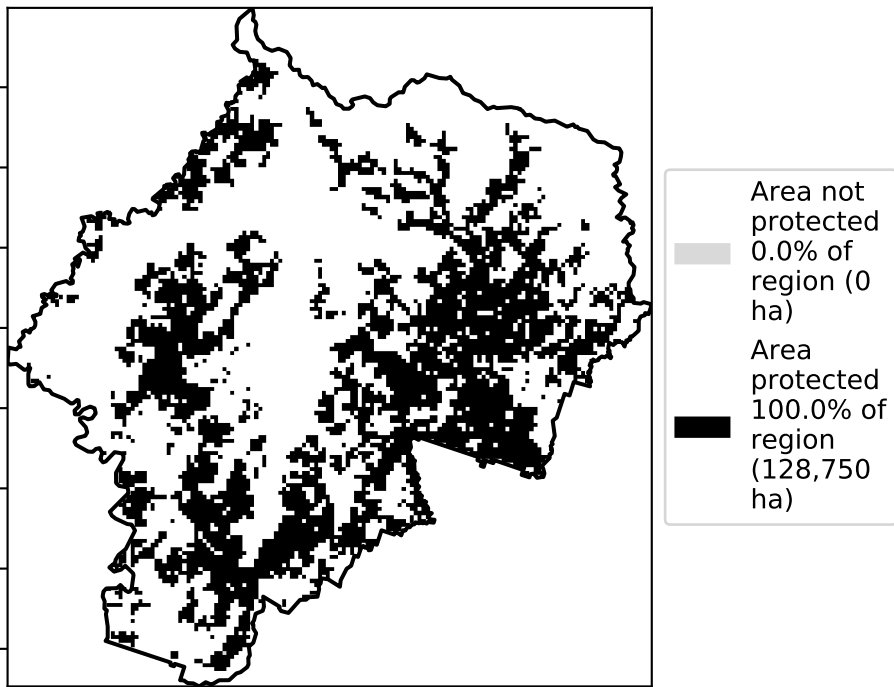 Area not
protected
0.0% of
region (0
ha)
Area
protected
100.0% of
region
(128,750
ha)